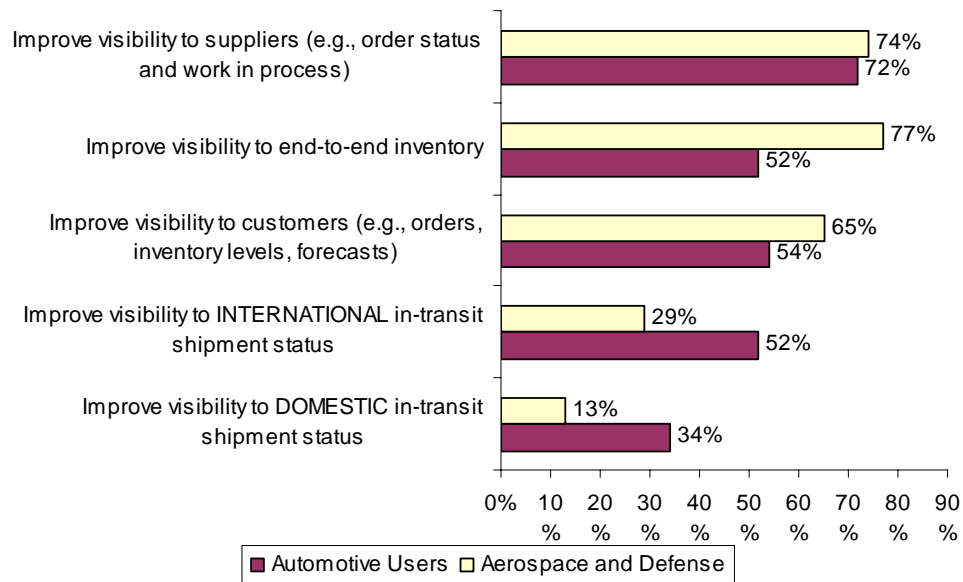 Improve visibility to suppliers (e.g., order status
and work in process)
74%
72%
Improve visibility to end-to-end inventory
77%
52%
Improve visibility to customers (e.g., orders,
inventory levels, forecasts)
65%
54%
Improve visibility to INTERNATIONAL in-transit
shipment status
29%
52%
Improve visibility to DOMESTIC in-transit
shipment status
13%
34%
0% 10 20 30 40 50 60 70 80 90
% % % % % % % % %
Automotive Users Aerospace and Defense